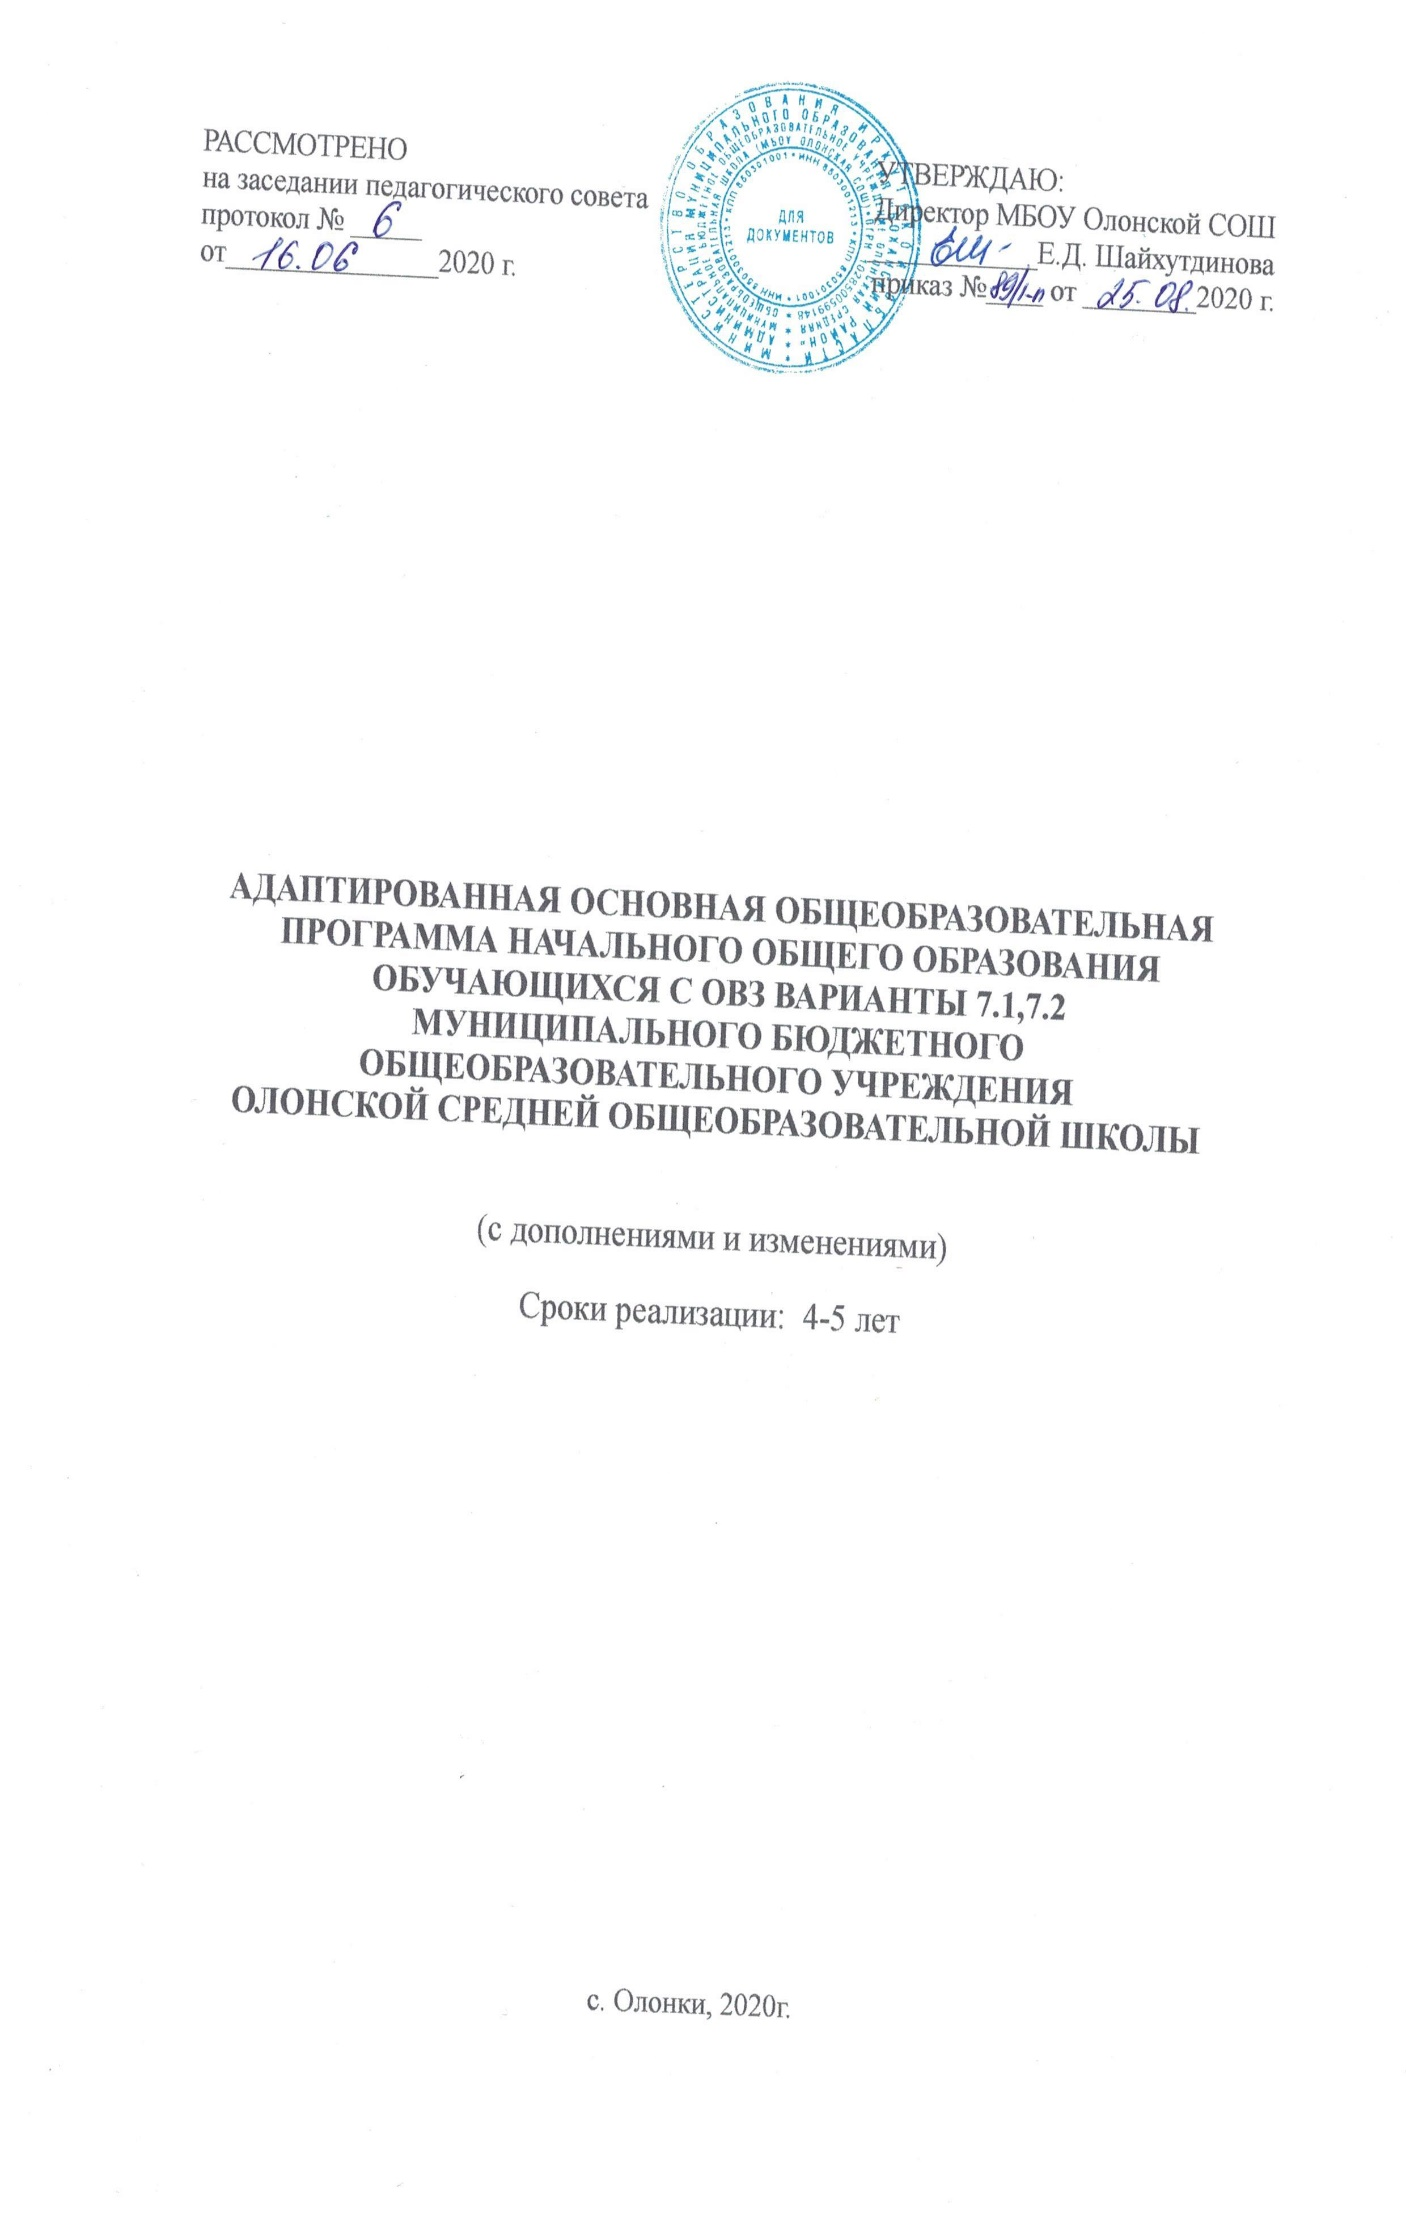 РАССМОТРЕНО
на заседании педагогического совета
протокол № 6
от 16.06 2020 г.
УТВЕРЖДАЮ:
Директор МБОУ Олонской СОШ
Е.Д. Шайхутдинова
приказ № 89/1-п от 25.08.2020 г.
ДЛЯ
ДОКУМЕНТОВ
АДАПТИРОВАННАЯ ОСНОВНАЯ ОБЩЕОБРАЗОВАТЕЛЬНАЯ
ПРОГРАММА НАЧАЛЬНОГО ОБЩЕГО ОБРАЗОВАНИЯ
ОБУЧАЮЩИХСЯ С ОВЗ ВАРИАНТЫ 7.1,7.2
МУНИЦИПАЛЬНОГО БЮДЖЕТНОГО
ОБЩЕОБРАЗОВАТЕЛЬНОГО УЧРЕЖДЕНИЯ
ОЛОНСКОЙ СРЕДНЕЙ ОБЩЕОБРАЗОВАТЕЛЬНОЙ ШКОЛЫ
(с дополнениями и изменениями)
Сроки реализации: 4-5 лет
с. Олонки, 2020г.